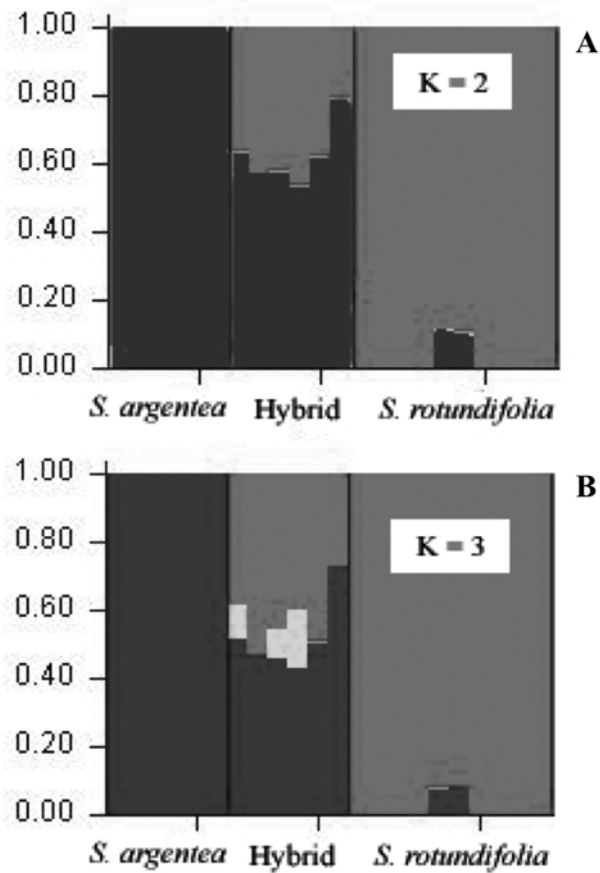 1.00
A
K = 2
0.80
0.60
0.40
0.20
0.00
S. argentea Hybrid S. rotundifolia
1.00
B
K = 3
0.80
0.60
0.40
0.20
0.00
S. argentea Hybrid S. rotundifolia